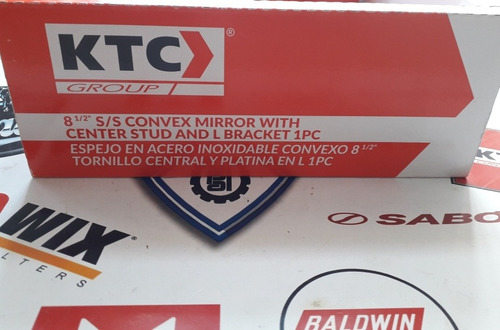 KTC
®
GROUP
8 1/2" S/S CONVEX MIRROR WITH
CENTER STUD AND L BRACKET 1PC
ESPEJO EN ACERO INOXIDABLE CONVEXO 8 1/2"
TORNILLO CENTRAL Y PLATINA EN L 1PC
WIX
LTERS
SABO
BALDWIN